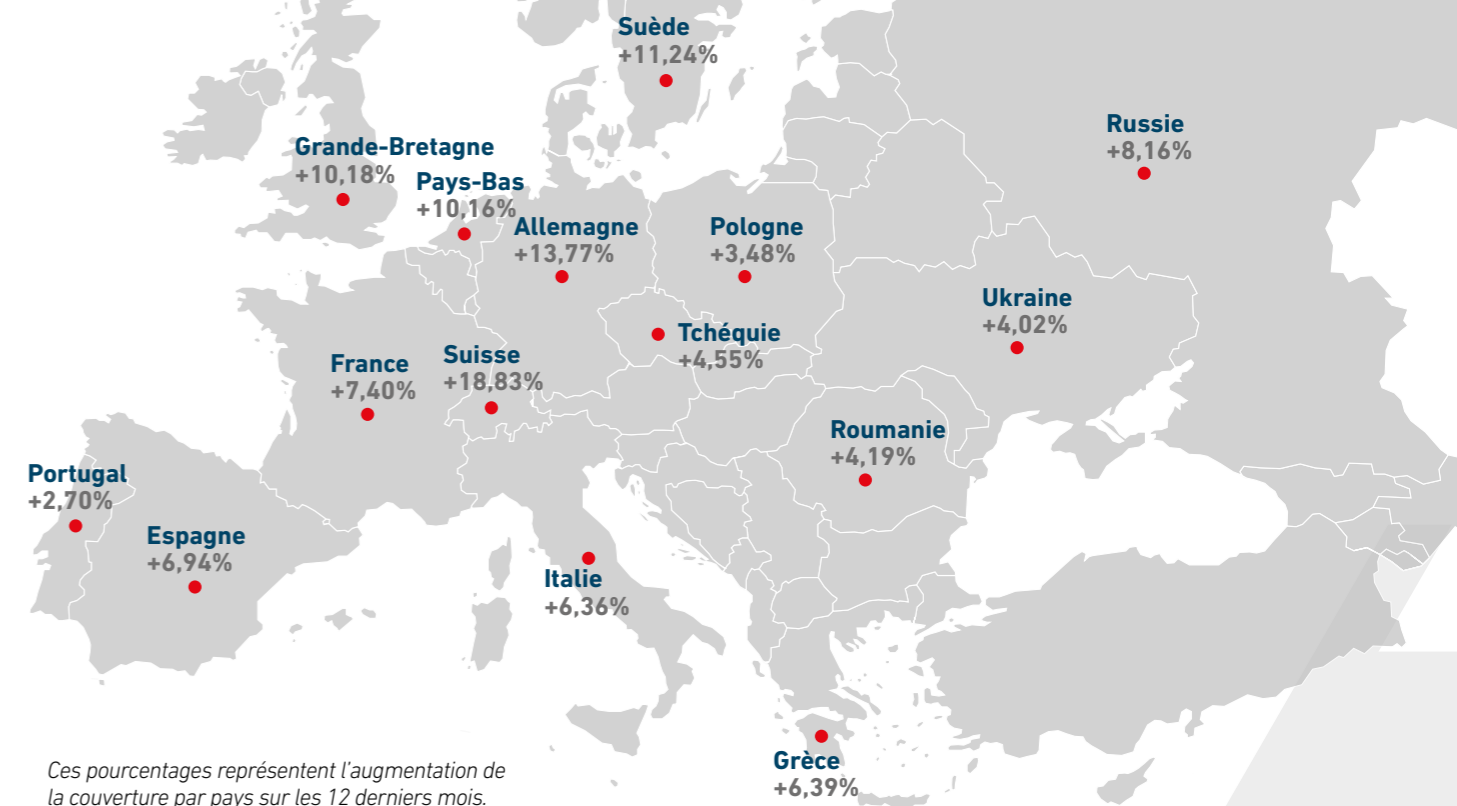 Suède
+11,24%
Russie
+8,16%
Grande-Bretagne
+10,18%
Pays-Bas
+10,16%
Allemagne
+13,77%
Pologne
+3,48%
Ukraine
+4,02%
Tchéquie
+4,55%
France
+7,40%
Suisse
+18,83%
Roumanie
+4,19%
Portugal
+2,70%
Espagne
+6,94%
Italie
+6,36%
Grèce
+6,39%
Ces pourcentages représentent l’augmentation de
la couverture par pays sur les 12 derniers mois.